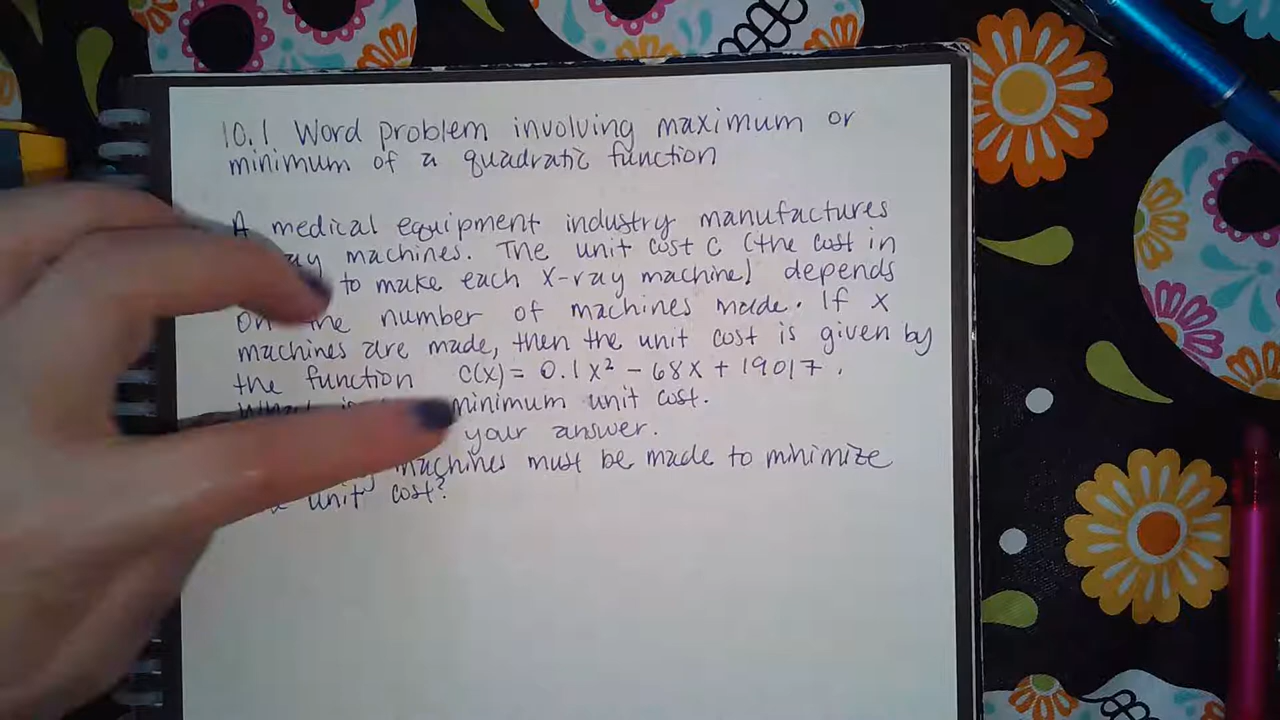 10.1 Word problem involving maximum or
minimum of a quadratic function
A medical equipment industry manufactures
machines. The unit cost C (the cost in
to make each X-ray machine) depends
on the number of machines made. If x
machines are made, then the unit cost is given by
the function C(x) = 0.1x² - 68x + 19017.
minimum unit cost.
your answer.
machines must be made to minimize
unit cost?